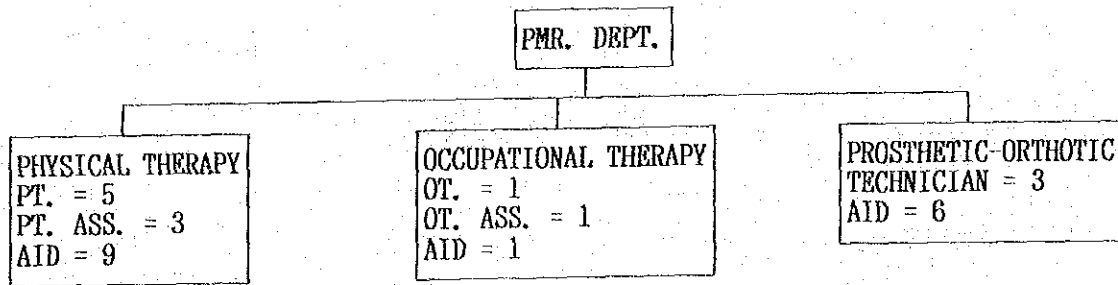 PMR. DEPT.
PHYSICAL THERAPY
PT. = 5
PT. ASS. = 3
AID = 9
OCCUPATIONAL THERAPY
OT. = 1
OT. ASS. = 1
AID = 1
PROSTHETIC-ORTHOTIC
TECHNICIAN = 3
AID = 6